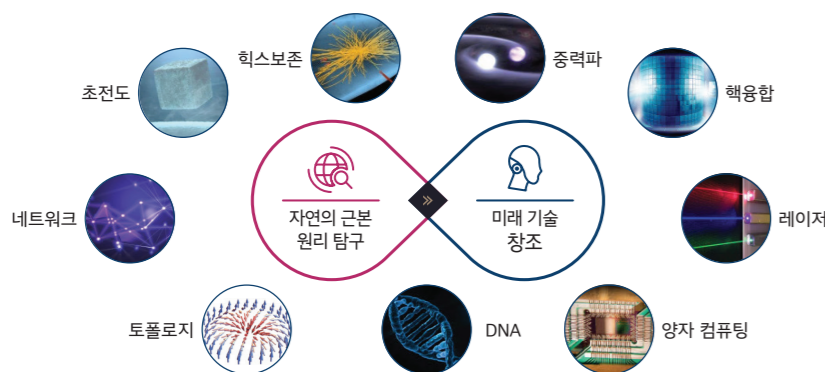 힉스보존
중력파
초전도
핵융합
자연의 근본
원리 탐구
미래 기술
창조
네트워크
레이저
토폴로지
DNA
양자 컴퓨팅